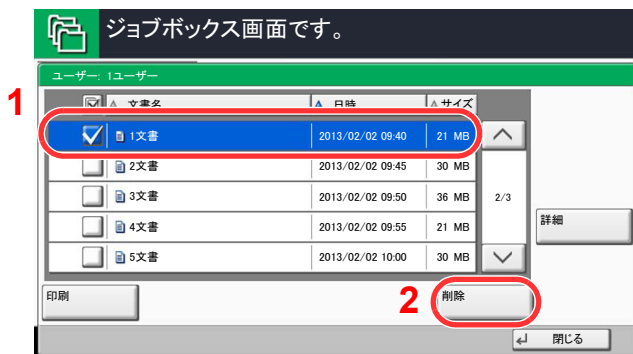 ジョブボックス画面です。
ユーザー: 1ユーザー
1
文書名 日時 サイズ
1文書 2013/02/02 09:40 21 MB
2文書 2013/02/02 09:45 30 MB
3文書 2013/02/02 09:50 36 MB 2/3
4文書 2013/02/02 09:55 21 MB
詳細
5文書 2013/02/02 10:00 30 MB
印刷 2 削除
閉じる